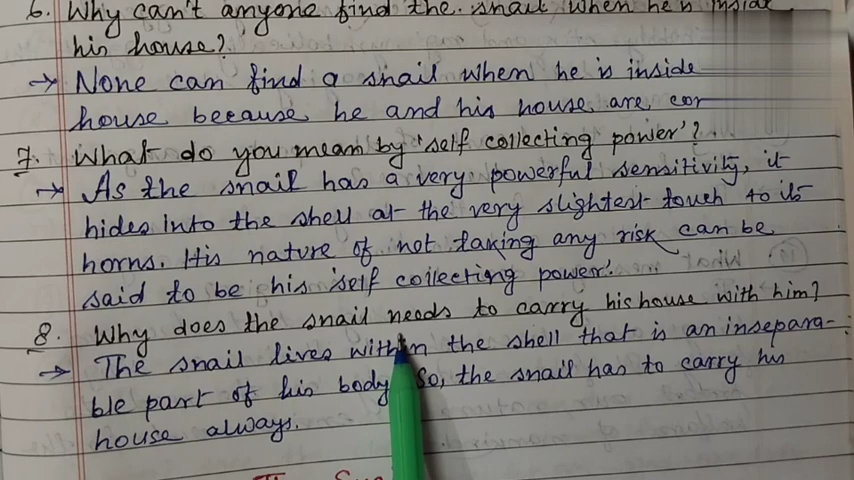 6. Why can't anyone find the snail when he is inside
his house?
→ None can find a snail when he is inside
house because he and his house are cor
7. What do you mean by 'self collecting power'?
→ As the snail has a very powerful sensitivity, it
hides into the shell at the very slightest touch to its
horns. His nature of not taking any risk can be
said to be his 'self collecting power'.
8. Why does the snail needs to carry his house with him?
→ The snail lives within the shell that is an insepara-
ble part of his body. So, the snail has to carry his
house always.